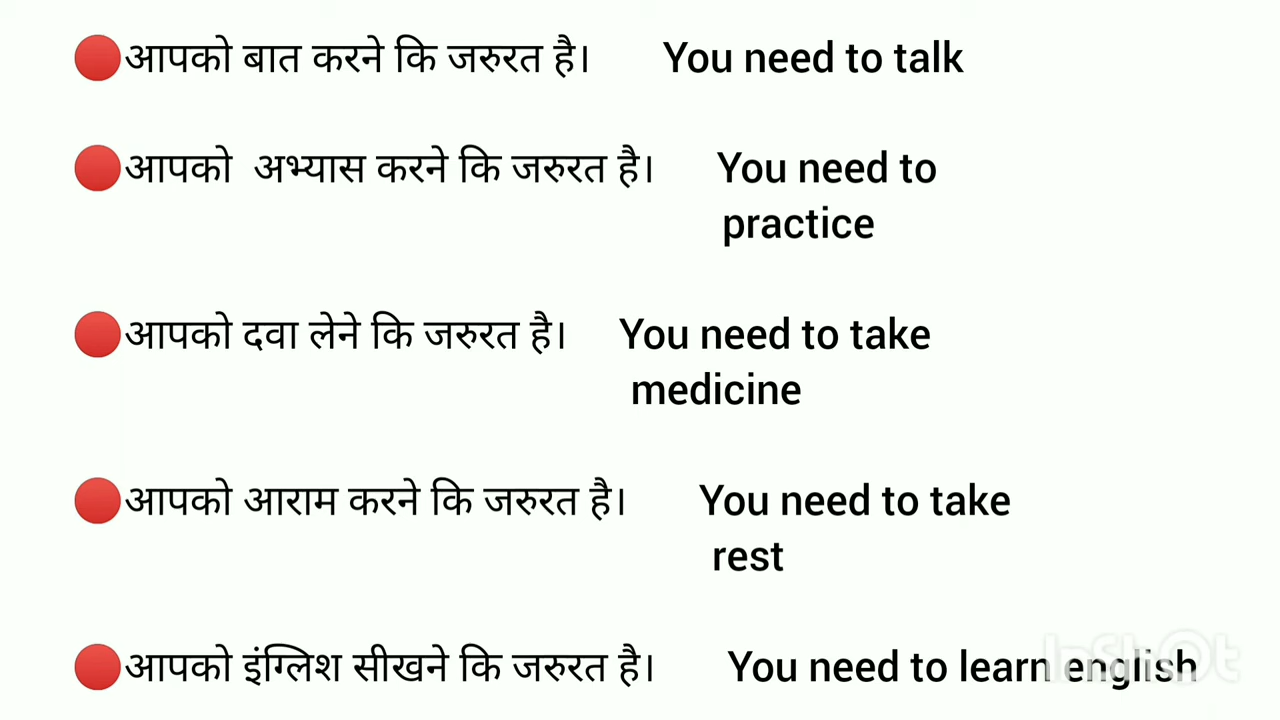 🔴आपको बात करने कि जरुरत है। You need to talk
🔴आपको अभ्यास करने कि जरुरत है। You need to
practice
🔴आपको दवा लेने कि जरुरत है। You need to take
medicine
🔴आपको आराम करने कि जरुरत है। You need to take
rest
🔴आपको इंग्लिश सीखने कि जरुरत है। You need to learn english
InShOt